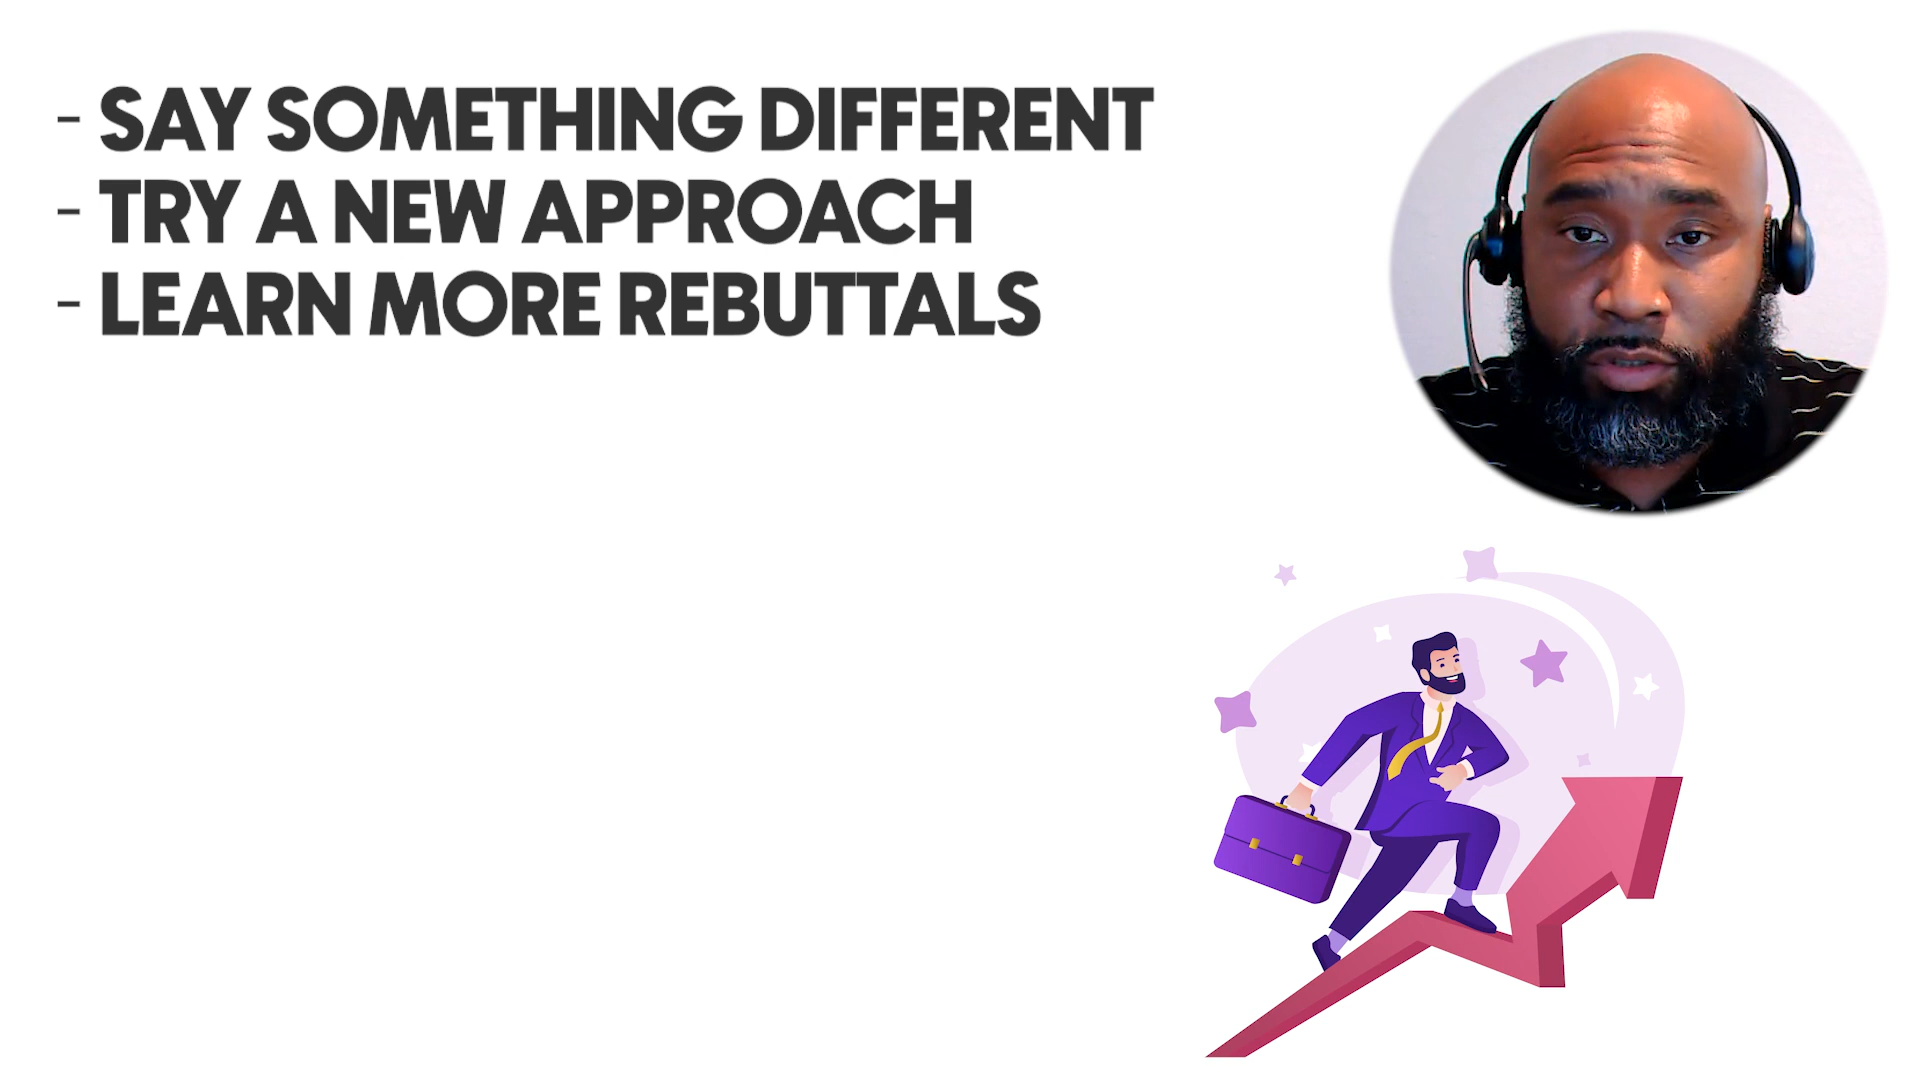 - SAY SOMETHING DIFFERENT
- TRY A NEW APPROACH
- LEARN MORE REBUTTALS